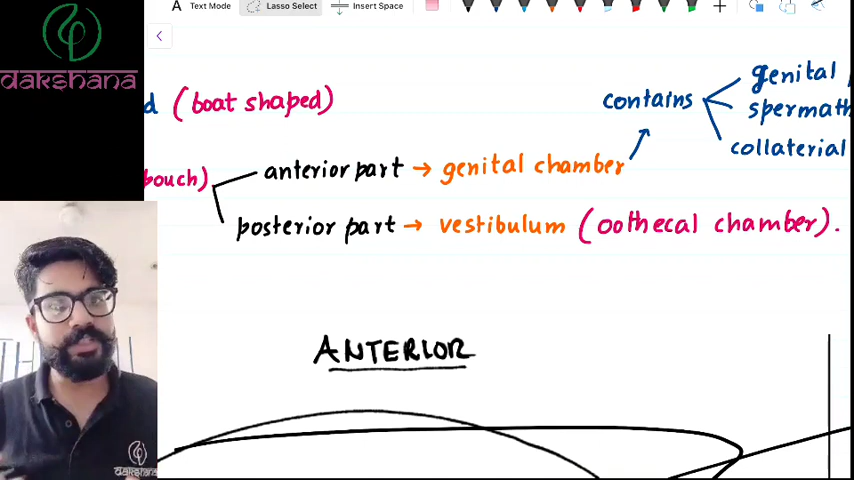 A Text Mode Lasso Select Insert Space
dakshana
d (boat shaped)
contains
genital
spermath
collaterial
pouch)
anterior part → genital chamber
posterior part → vestibulum (oothecal chamber).
ANTERIOR
dakshana